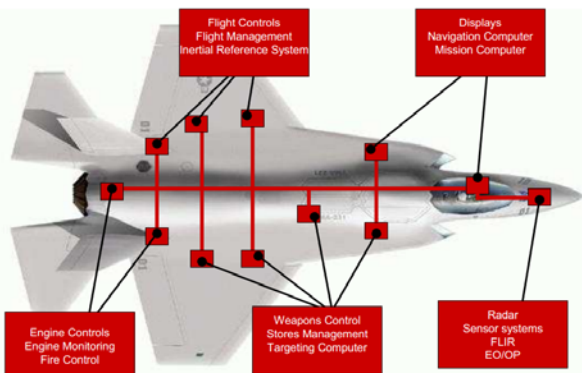 Flight Controls
Flight Management
Inertial Reference System
Displays
Navigation Computer
Mission Computer
Engine Controls
Engine Monitoring
Fire Control
Weapons Control
Stores Management
Targeting Computer
Radar
Sensor systems
FLIR
EO/OP